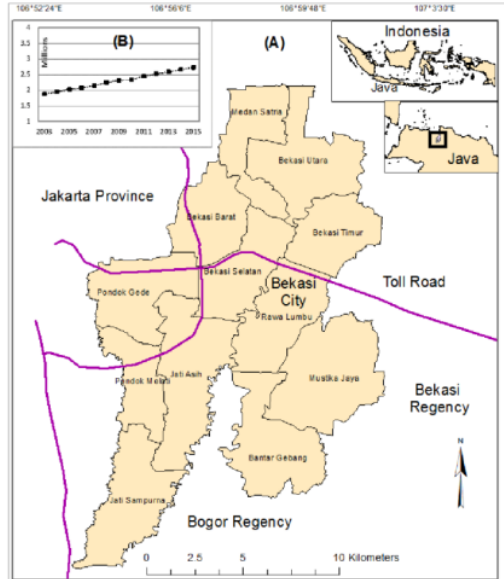 106°52'24"E 106°56'6"E 106°59'48"E 107°3'30"E
(B)
Millions
4
3.5
3
2.5
2
1.5
1
2003 2005 2007 2009 2011 2013 2015
(A)
Indonesia
Java
Java
Medan Satria
Bekasi Utara
Jakarta Province
Bekasi Barat
Bekasi Timur
Bekasi Selatan
Toll Road
Pondok Gede
Bekasi
City
Rawa Lumbu
Jati Asih
Pondok Melati
Mustika Jaya
Bekasi
Regency
Bantar Gebang
N
Jati Sampurna
Bogor Regency
0 2.5 5 10 Kilometers